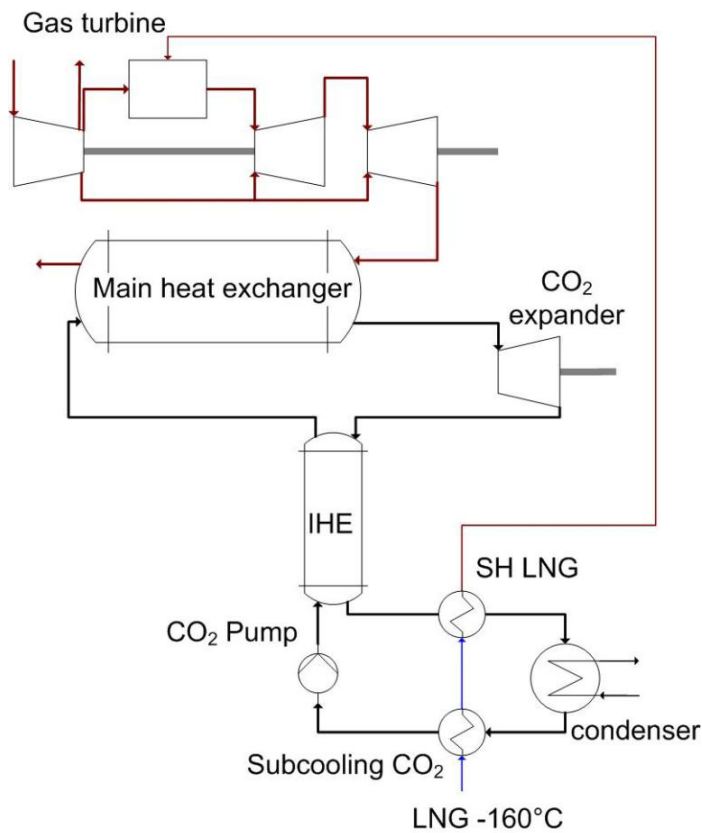 Gas turbine
Main heat exchanger
CO₂
expander
IHE
SH LNG
CO₂ Pump
condenser
Subcooling CO₂
LNG -160°C